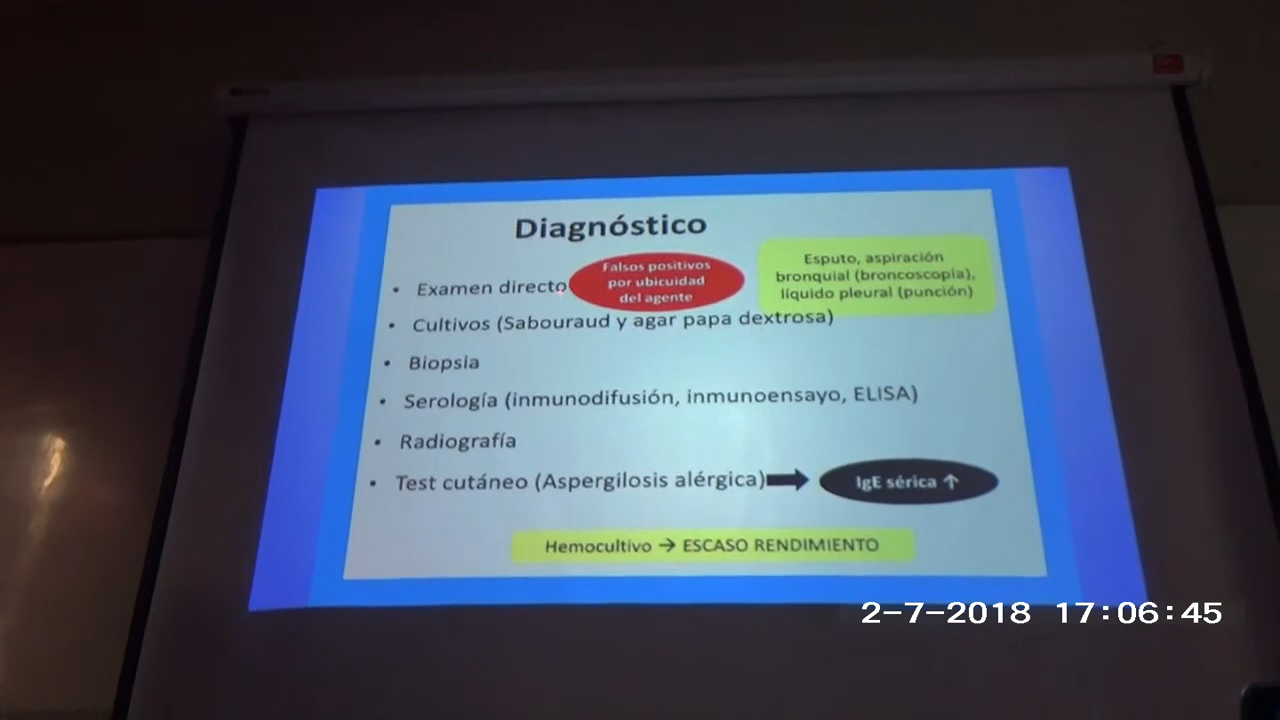 Diagnóstico
• Examen directo
Falsos positivos
por ubicuidad
del agente
Esputo, aspiración
bronquial (broncoscopía),
líquido pleural (punción)
• Cultivos (Sabouraud y agar papa dextrosa)
• Biopsia
• Serología (inmunodifusión, inmunoensayo, ELISA)
• Radiografía
• Test cutáneo (Aspergilosis alérgica)
IgE sérica ↑
Hemocultivo → ESCASO RENDIMIENTO
2-7-2018 17:06:45